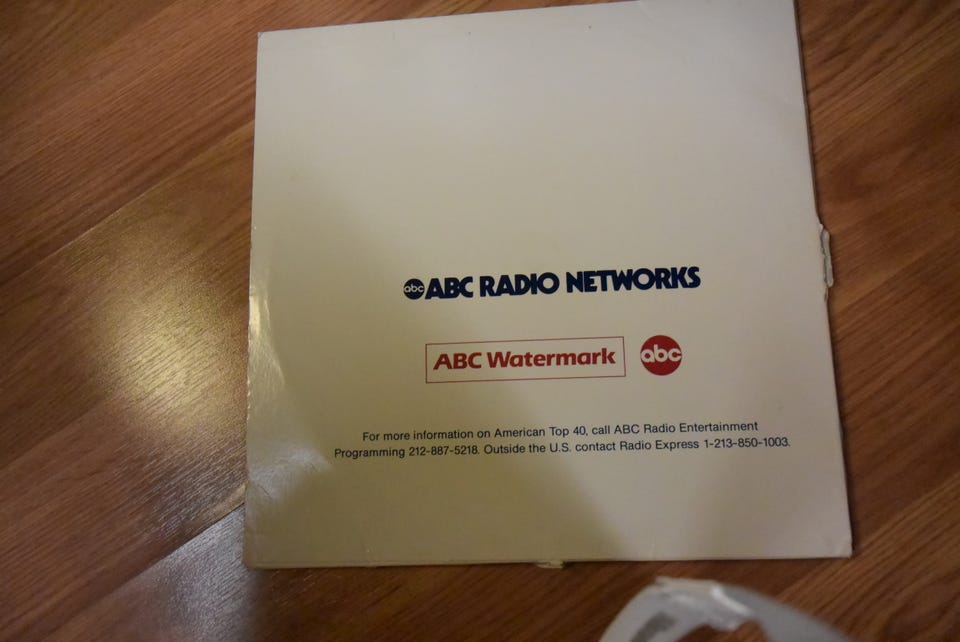 abc ABC RADIO NETWORKS
ABC Watermark abc
For more information on American Top 40, call ABC Radio Entertainment
Programming 212-887-5218. Outside the U.S. contact Radio Express 1-213-850-1003.